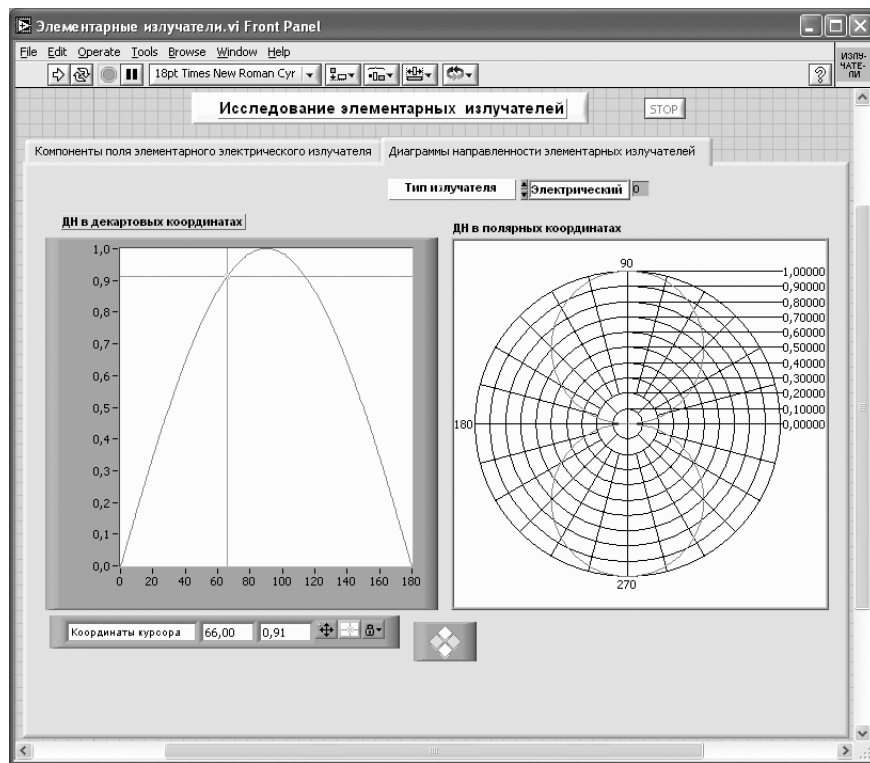 Элементарные излучатели.vi Front Panel
File Edit Operate Tools Browse Window Help
ИЗЛУ-
ЧАТЕ-
ЛИ
18pt Times New Roman Cyr
?
Исследование элементарных излучателей
STOP
Компоненты поля элементарного электрического излучателя
Диаграммы направленности элементарных излучателей
Тип излучателя
Электрический
0
ДН в декартовых координатах
1,0
0,9
0,8
0,7
0,6
0,5
0,4
0,3
0,2
0,1
0,0
0 20 40 60 80 100 120 140 160 180
Координаты курсора 66,00 0,91
ДН в полярных координатах
90
180
270
1,00000
0,90000
0,80000
0,70000
0,60000
0,50000
0,40000
0,30000
0,20000
0,10000
0,00000